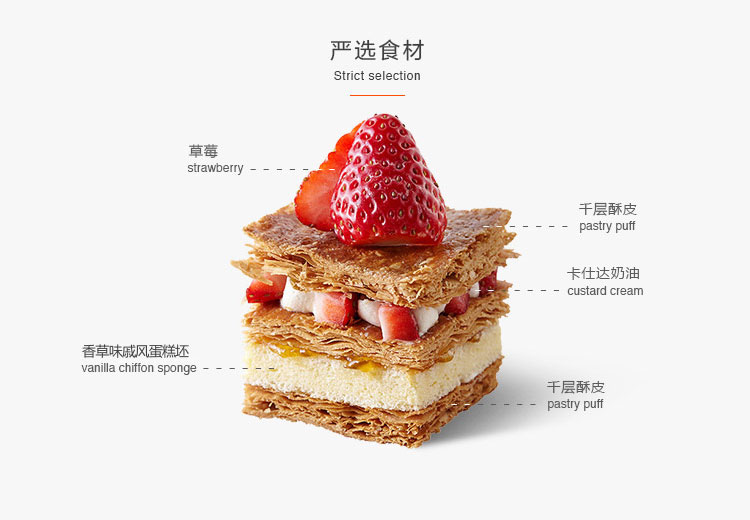 严选食材
Strict selection
草莓
strawberry
千层酥皮
pastry puff
卡仕达奶油
custard cream
香草味戚风蛋糕坯
vanilla chiffon sponge
千层酥皮
pastry puff